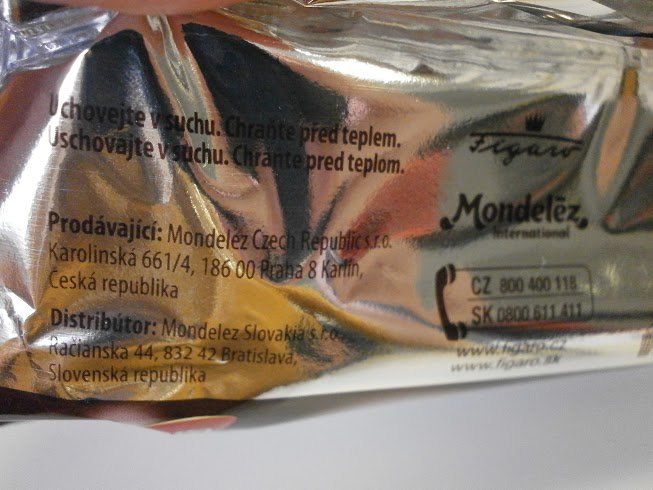 Uchovejte v suchu. Chraňte před teplem.
Uschovajte v suchu. Chráňte pred teplom.
Prodávající: Mondelez Czech Republic s.r.o.
Karolinská 661/4, 186 00 Praha 8 Karlín,
Česká republika
Distribútor: Mondelez Slovakia s.r.o.
Račianska 44, 832 42 Bratislava,
Slovenská republika
Figaro
Mondelēz
International
CZ 800 400 118
SK 0800 611 411
www.figaro.cz
www.figaro.sk